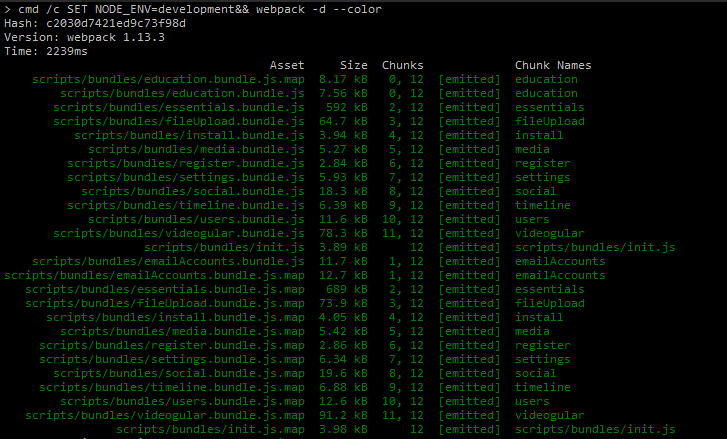 > cmd /c SET NODE_ENV=development&& webpack -d --color
Hash: c2030d7421ed9c73f98d
Version: webpack 1.13.3
Time: 2239ms
Asset Size Chunks Chunk Names
scripts/bundles/education.bundle.js.map 8.17 kB 0, 12 [emitted] education
scripts/bundles/education.bundle.js 7.56 kB 0, 12 [emitted] education
scripts/bundles/essentials.bundle.js 592 kB 2, 12 [emitted] essentials
scripts/bundles/fileUpload.bundle.js 64.7 kB 3, 12 [emitted] fileUpload
scripts/bundles/install.bundle.js 3.94 kB 4, 12 [emitted] install
scripts/bundles/media.bundle.js 5.27 kB 5, 12 [emitted] media
scripts/bundles/register.bundle.js 2.84 kB 6, 12 [emitted] register
scripts/bundles/settings.bundle.js 5.93 kB 7, 12 [emitted] settings
scripts/bundles/social.bundle.js 18.3 kB 8, 12 [emitted] social
scripts/bundles/timeline.bundle.js 6.39 kB 9, 12 [emitted] timeline
scripts/bundles/users.bundle.js 11.6 kB 10, 12 [emitted] users
scripts/bundles/videogular.bundle.js 78.3 kB 11, 12 [emitted] videogular
scripts/bundles/init.js 3.89 kB 12 [emitted] scripts/bundles/init.js
scripts/bundles/emailAccounts.bundle.js 11.7 kB 1, 12 [emitted] emailAccounts
scripts/bundles/emailAccounts.bundle.js.map 12.7 kB 1, 12 [emitted] emailAccounts
scripts/bundles/essentials.bundle.js.map 689 kB 2, 12 [emitted] essentials
scripts/bundles/fileUpload.bundle.js.map 73.9 kB 3, 12 [emitted] fileUpload
scripts/bundles/install.bundle.js.map 4.05 kB 4, 12 [emitted] install
scripts/bundles/media.bundle.js.map 5.42 kB 5, 12 [emitted] media
scripts/bundles/register.bundle.js.map 2.86 kB 6, 12 [emitted] register
scripts/bundles/settings.bundle.js.map 6.34 kB 7, 12 [emitted] settings
scripts/bundles/social.bundle.js.map 19.6 kB 8, 12 [emitted] social
scripts/bundles/timeline.bundle.js.map 6.88 kB 9, 12 [emitted] timeline
scripts/bundles/users.bundle.js.map 12.6 kB 10, 12 [emitted] users
scripts/bundles/videogular.bundle.js.map 91.2 kB 11, 12 [emitted] videogular
scripts/bundles/init.js.map 3.98 kB 12 [emitted] scripts/bundles/init.js